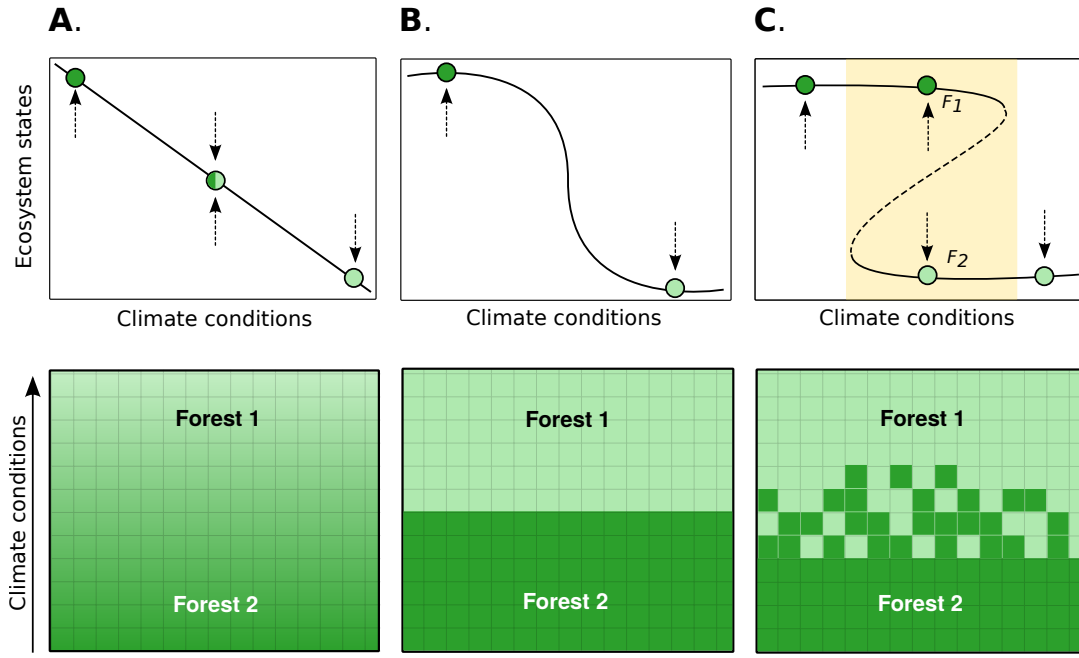 A.
B.
C.
Ecosystem states
F1
F2
Climate conditions
Climate conditions
Climate conditions
Climate conditions
Forest 1
Forest 2
Forest 1
Forest 2
Forest 1
Forest 2